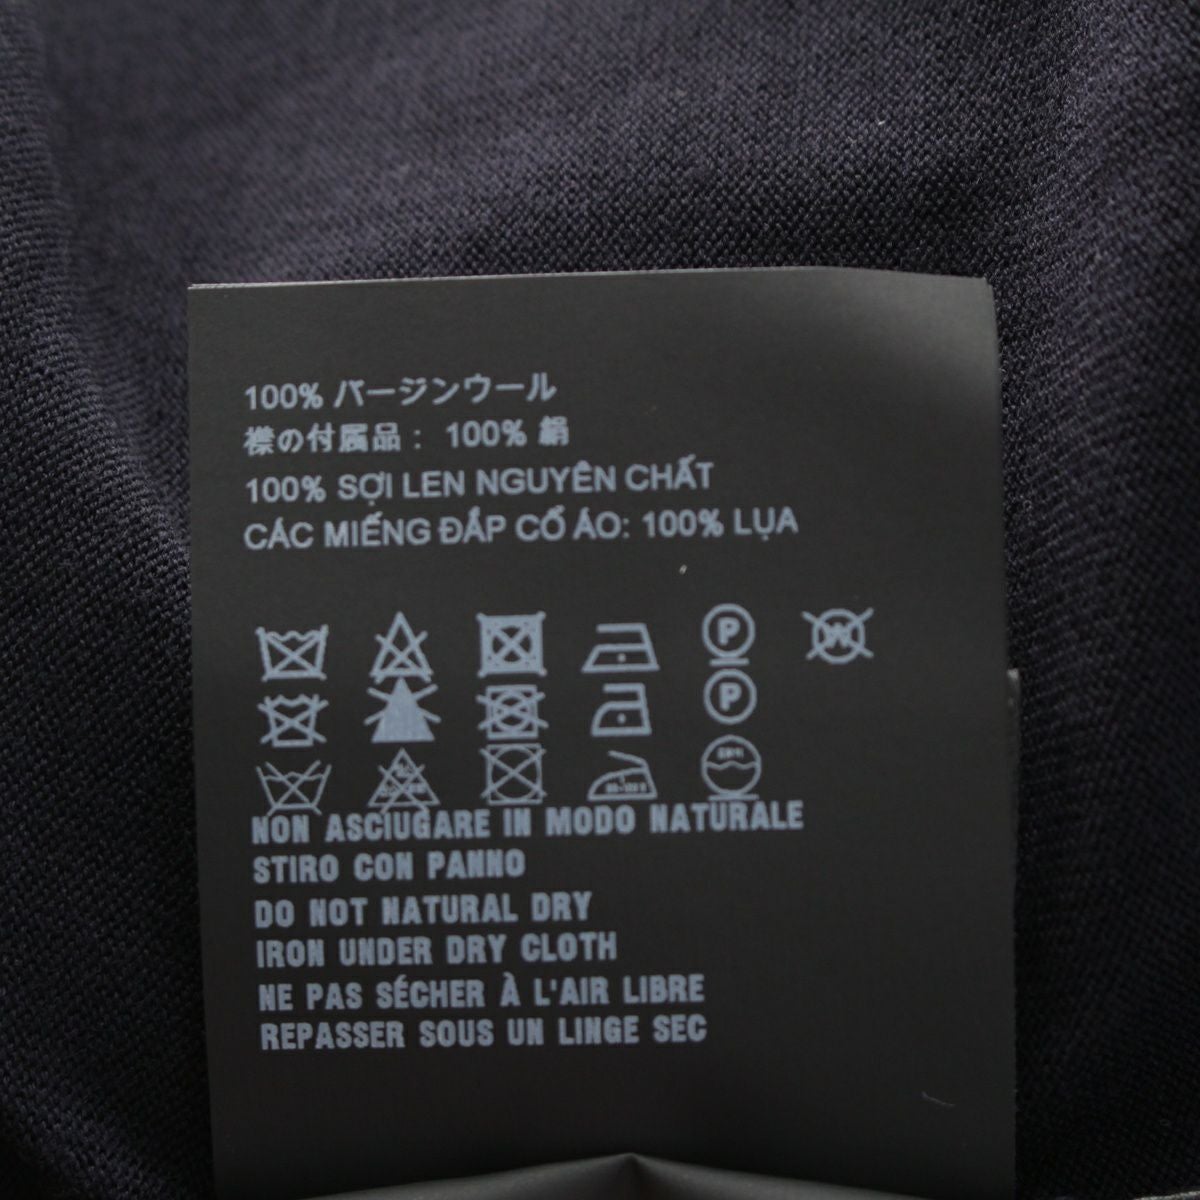 100% バージンウール
襟の付属品： 100% 絹
100% SỢI LEN NGUYÊN CHẤT
CÁC MIẾNG ĐẮP CỔ ÁO: 100% LỤA
P W
P
NON ASCIUGARE IN MODO NATURALE
STIRO CON PANNO
DO NOT NATURAL DRY
IRON UNDER DRY CLOTH
NE PAS SÉCHER À L'AIR LIBRE
REPASSER SOUS UN LINGE SEC